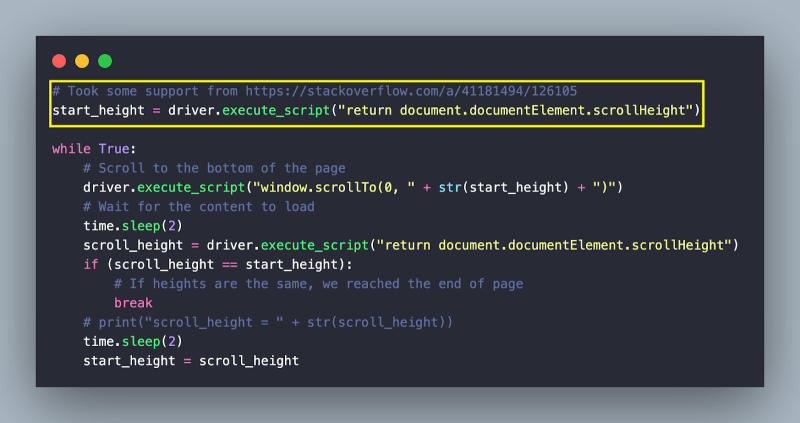 # Took some support from https://stackoverflow.com/a/41181494/126105
start_height = driver.execute_script("return document.documentElement.scrollHeight")
while True:
# Scroll to the bottom of the page
driver.execute_script("window.scrollTo(0, " + str(start_height) + ")")
# Wait for the content to load
time.sleep(2)
scroll_height = driver.execute_script("return document.documentElement.scrollHeight")
if (scroll_height == start_height):
# If heights are the same, we reached the end of page
break
# print("scroll_height = " + str(scroll_height))
time.sleep(2)
start_height = scroll_height